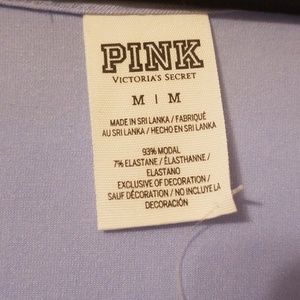 PINK
VICTORIA'S SECRET
M | M
MADE IN SRI LANKA / FABRIQUÉ
AU SRI LANKA / HECHO EN SRI LANKA
93% MODAL
7% ELASTANE / ÉLASTHANNE /
ELASTANO
EXCLUSIVE OF DECORATION /
SAUF DÉCORATION / NO INCLUYE LA
DECORACIÓN